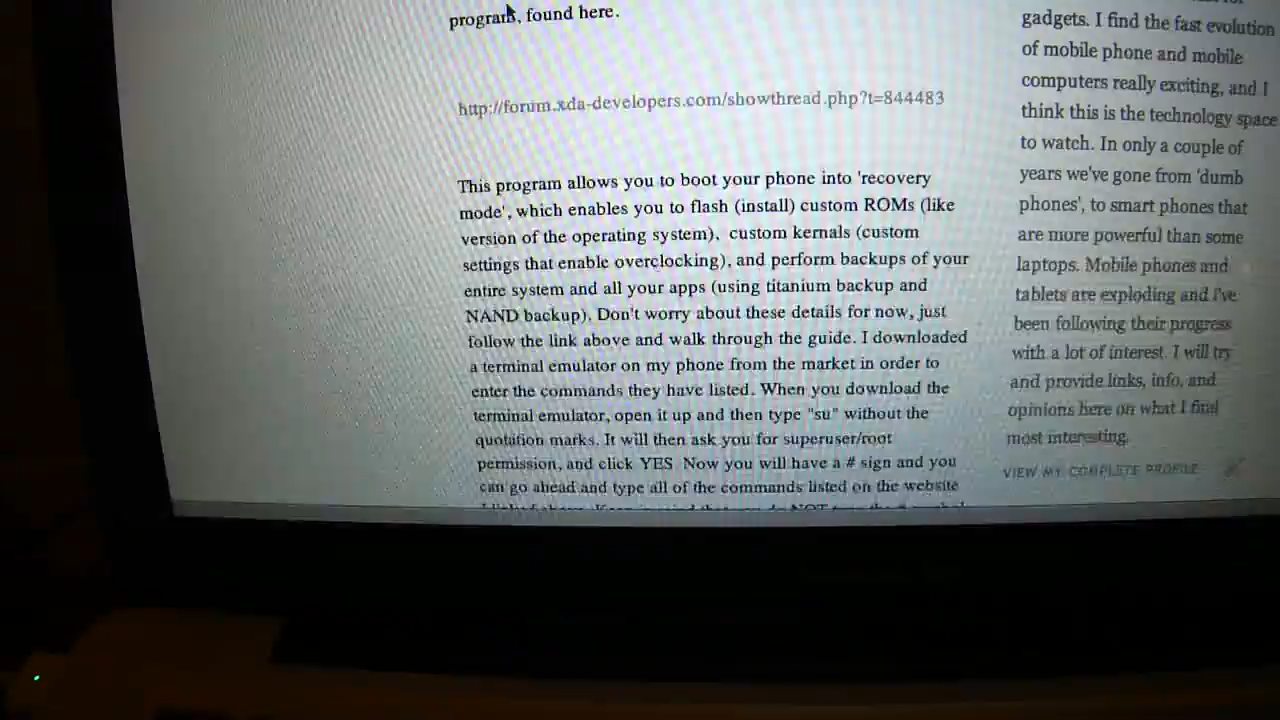 program, found here.
http://forum.xda-developers.com/showthread.php?t=844483
This program allows you to boot your phone into 'recovery
mode', which enables you to flash (install) custom ROMs (like
version of the operating system),  custom kernals (custom
settings that enable overclocking), and perform backups of your
entire system and all your apps (using titanium backup and
NAND backup). Don't worry about these details for now, just
follow the link above and walk through the guide. I downloaded
a terminal emulator on my phone from the market in order to
enter the commands they have listed. When you download the
terminal emulator, open it up and then type "su" without the
quotation marks. It will then ask you for superuser/root
permission, and click YES  Now you will have a # sign and you
can go ahead and type all of the commands listed on the website
gadgets. I find the fast evolution
of mobile phone and mobile
computers really exciting, and I
think this is the technology space
to watch. In only a couple of
years we've gone from 'dumb
phones', to smart phones that
are more powerful than some
laptops. Mobile phones and
tablets are exploding and I've
been following their progress
with a lot of interest. I will try
and provide links, info, and
opinions here on what I find
most interesting.
VIEW MY COMPLETE PROFILE